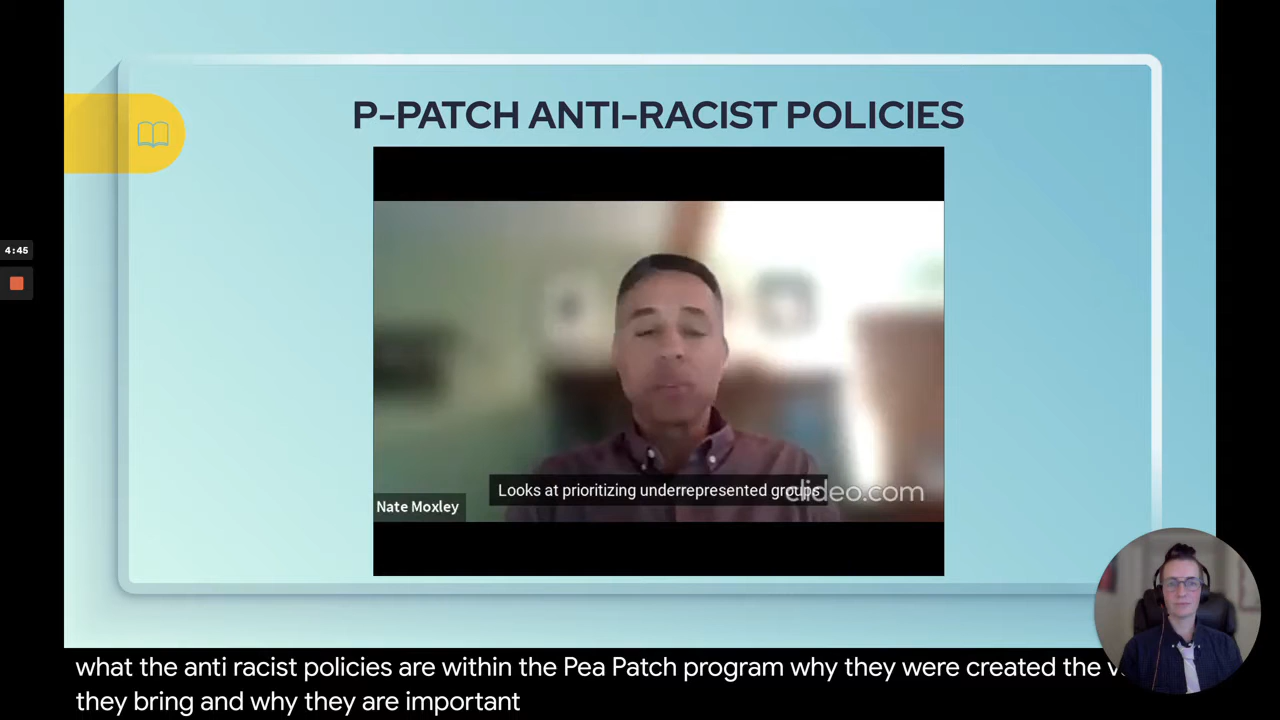 P-PATCH ANTI-RACIST POLICIES
4:45
Looks at prioritizing underrepresented groups
clideo.com
Nate Moxley
what the anti racist policies are within the Pea Patch program why they were created the
they bring and why they are important